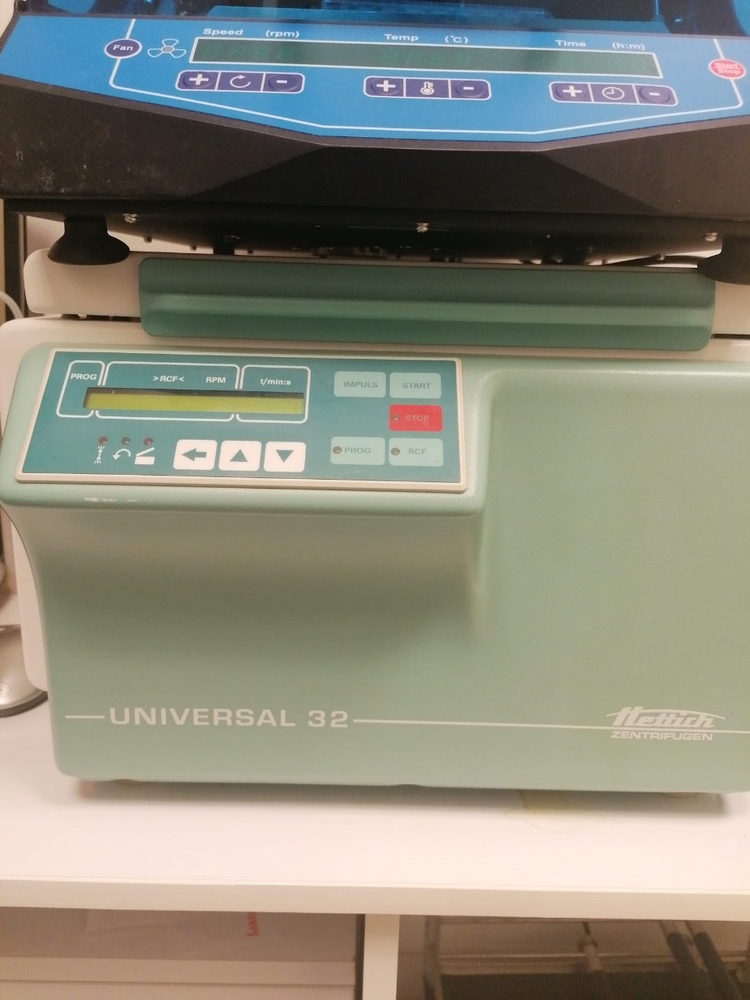 Speed (rpm) Temp (℃) Time (h:m)
Fan
Start
Stop
PROG >RCF< RPM t/min:s
IMPULS START
STOP
PROG RCF
UNIVERSAL 32
Hettich
ZENTRIFUGEN